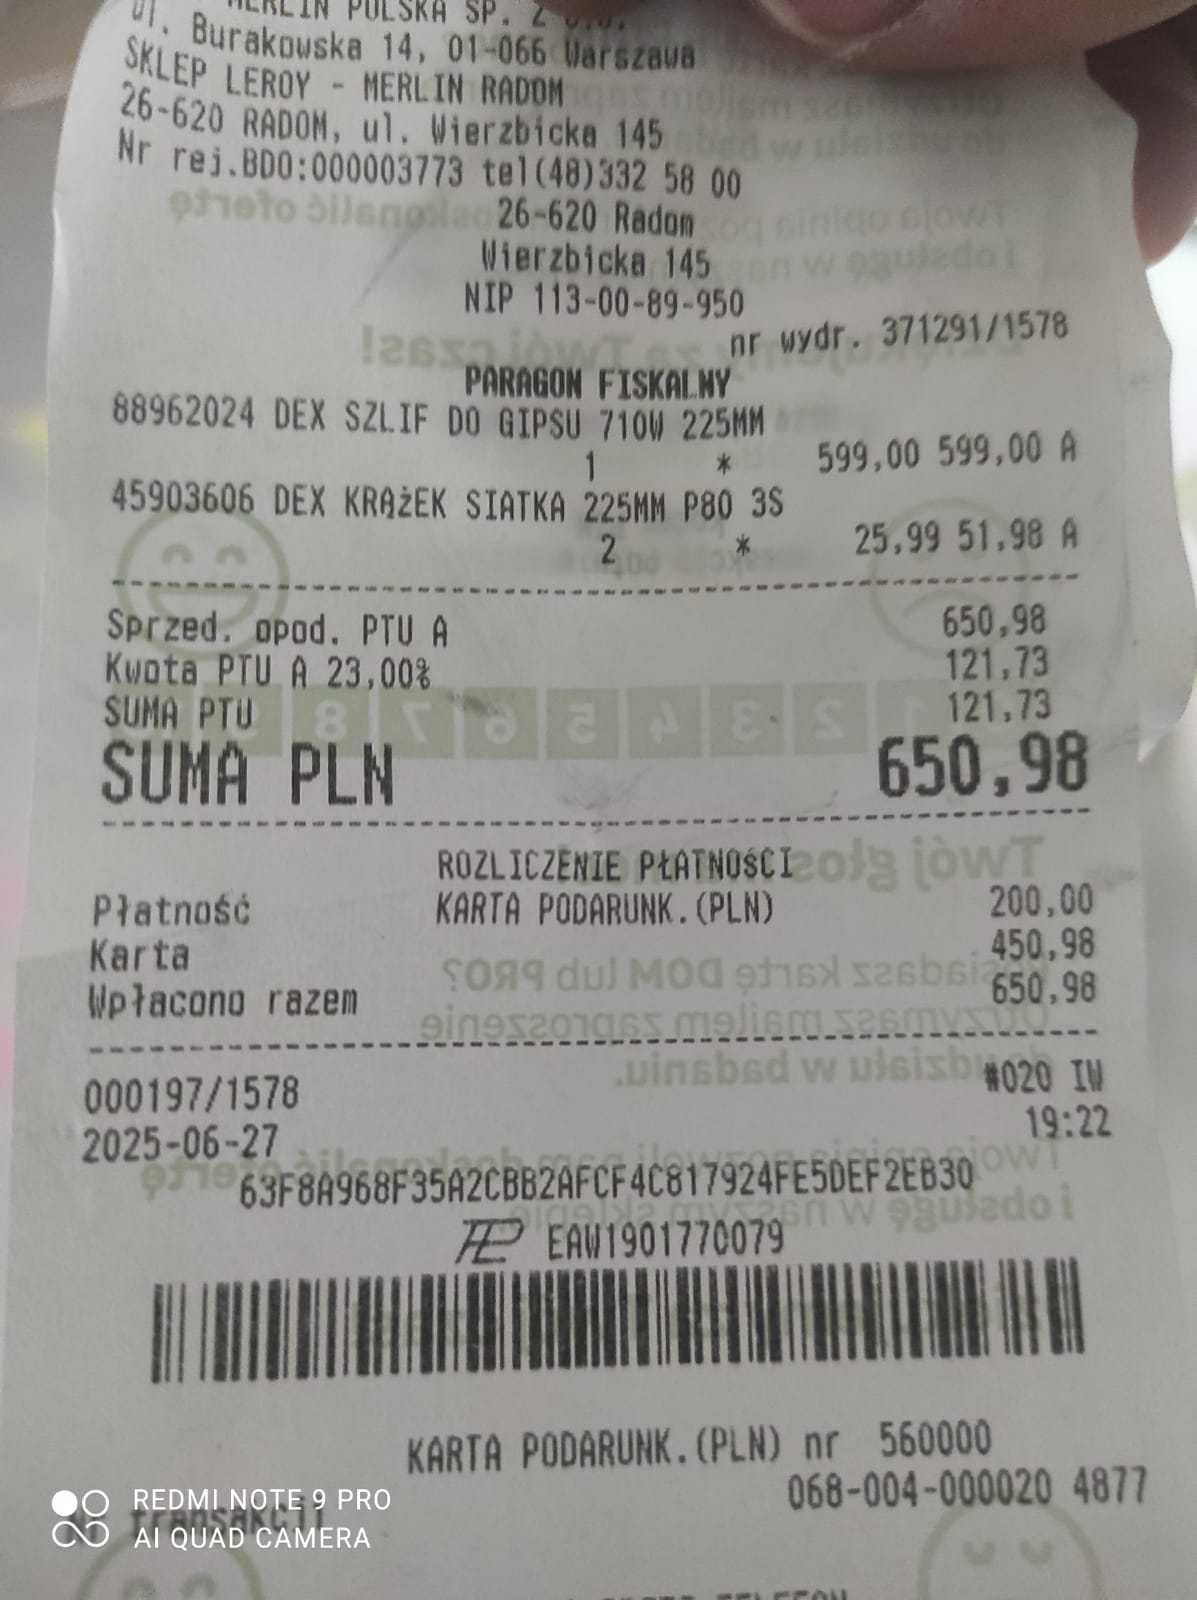 MERLIN POLSKA SP. Z O.O.
ul. Burakowska 14, 01-066 Warszawa
SKLEP LEROY - MERLIN RADOM
26-620 RADOM, ul. Wierzbicka 145
Nr rej.BDO:000003773 tel(48)332 58 00
26-620 Radom
Wierzbicka 145
NIP 113-00-89-950
nr wydr. 371291/1578
PARAGON FISKALNY
88962024 DEX SZLIF DO GIPSU 710W 225MM
1 * 599,00 599,00 A
45903606 DEX KRĄŻEK SIATKA 225MM P80 3S
2 * 25,99 51,98 A
Sprzed. opod. PTU A 650,98
Kwota PTU A 23,00% 121,73
SUMA PTU 121,73
SUMA PLN 650,98
ROZLICZENIE PŁATNOŚCI
Płatność KARTA PODARUNK.(PLN) 200,00
Karta 450,98
Wpłacono razem 650,98
000197/1578 #020 IW
2025-06-27 19:22
63F8A968F35A2CBB2AFCF4C817924FE5DEF2EB30
EAW1901770079
KARTA PODARUNK.(PLN) nr 560000
068-004-000020 4877
transakcji
REDMI NOTE 9 PRO
AI QUAD CAMERA